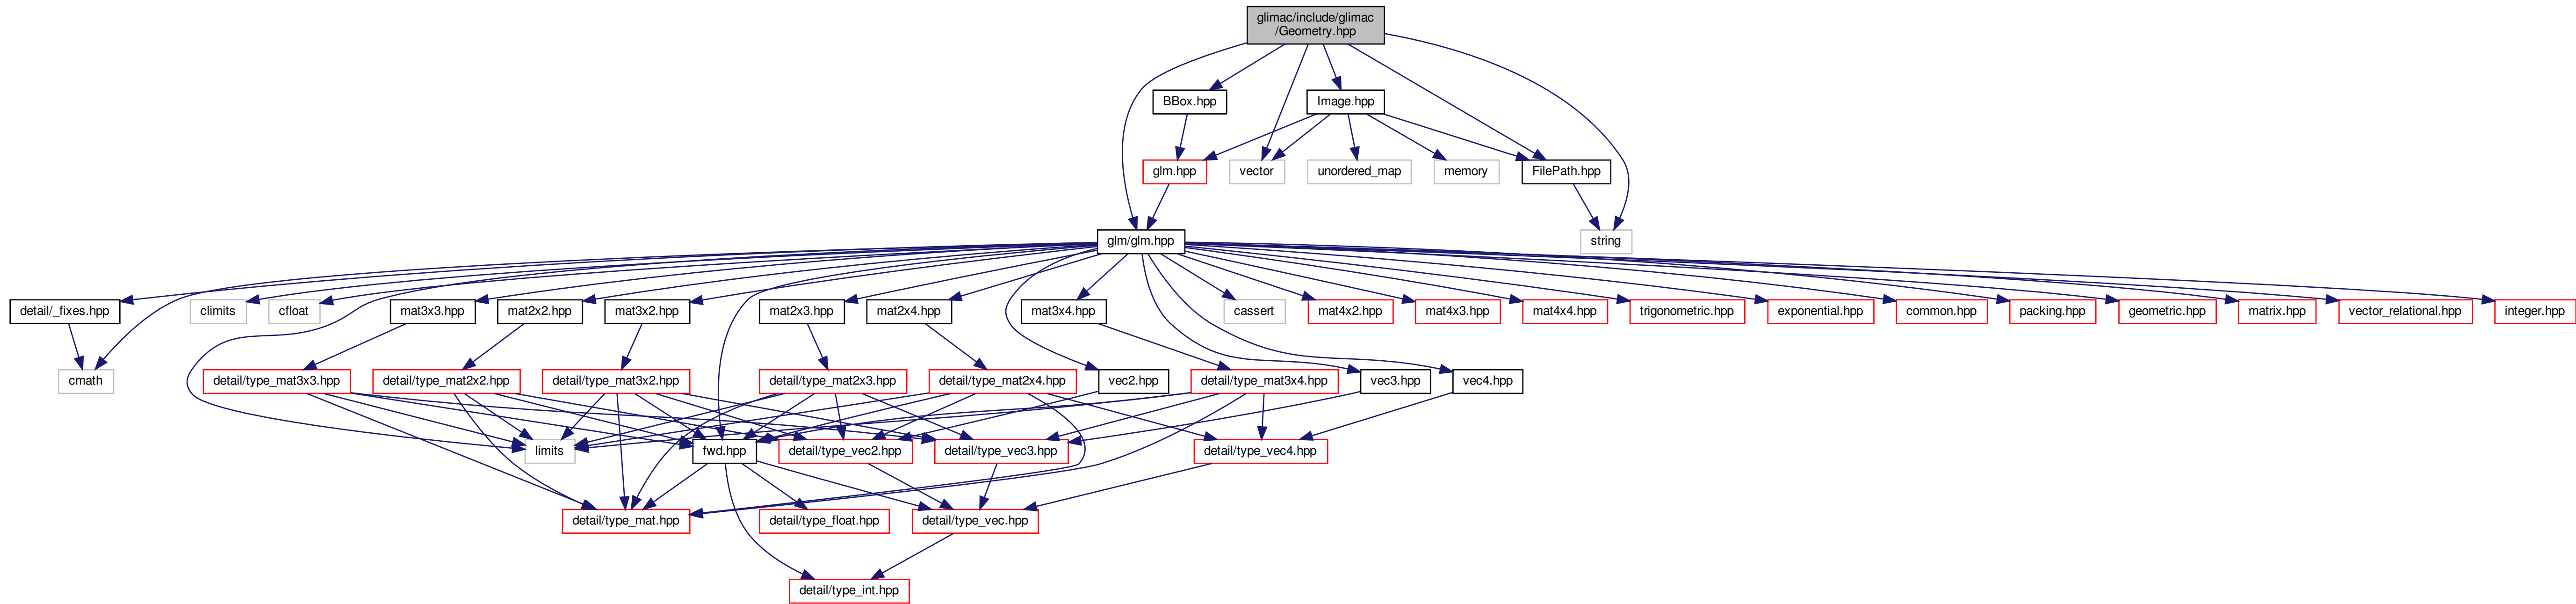 glimac/include/glimac
/Geometry.hpp
BBox.hpp
Image.hpp
glm.hpp
vector
unordered_map
memory
FilePath.hpp
glm/glm.hpp
string
detail/_fixes.hpp
climits
cfloat
mat3x3.hpp
mat2x2.hpp
mat3x2.hpp
mat2x3.hpp
mat2x4.hpp
mat3x4.hpp
cassert
mat4x2.hpp
mat4x3.hpp
mat4x4.hpp
trigonometric.hpp
exponential.hpp
common.hpp
packing.hpp
geometric.hpp
matrix.hpp
vector_relational.hpp
integer.hpp
cmath
detail/type_mat3x3.hpp
detail/type_mat2x2.hpp
detail/type_mat3x2.hpp
detail/type_mat2x3.hpp
detail/type_mat2x4.hpp
vec2.hpp
detail/type_mat3x4.hpp
vec3.hpp
vec4.hpp
limits
fwd.hpp
detail/type_vec2.hpp
detail/type_vec3.hpp
detail/type_vec4.hpp
detail/type_mat.hpp
detail/type_float.hpp
detail/type_vec.hpp
detail/type_int.hpp